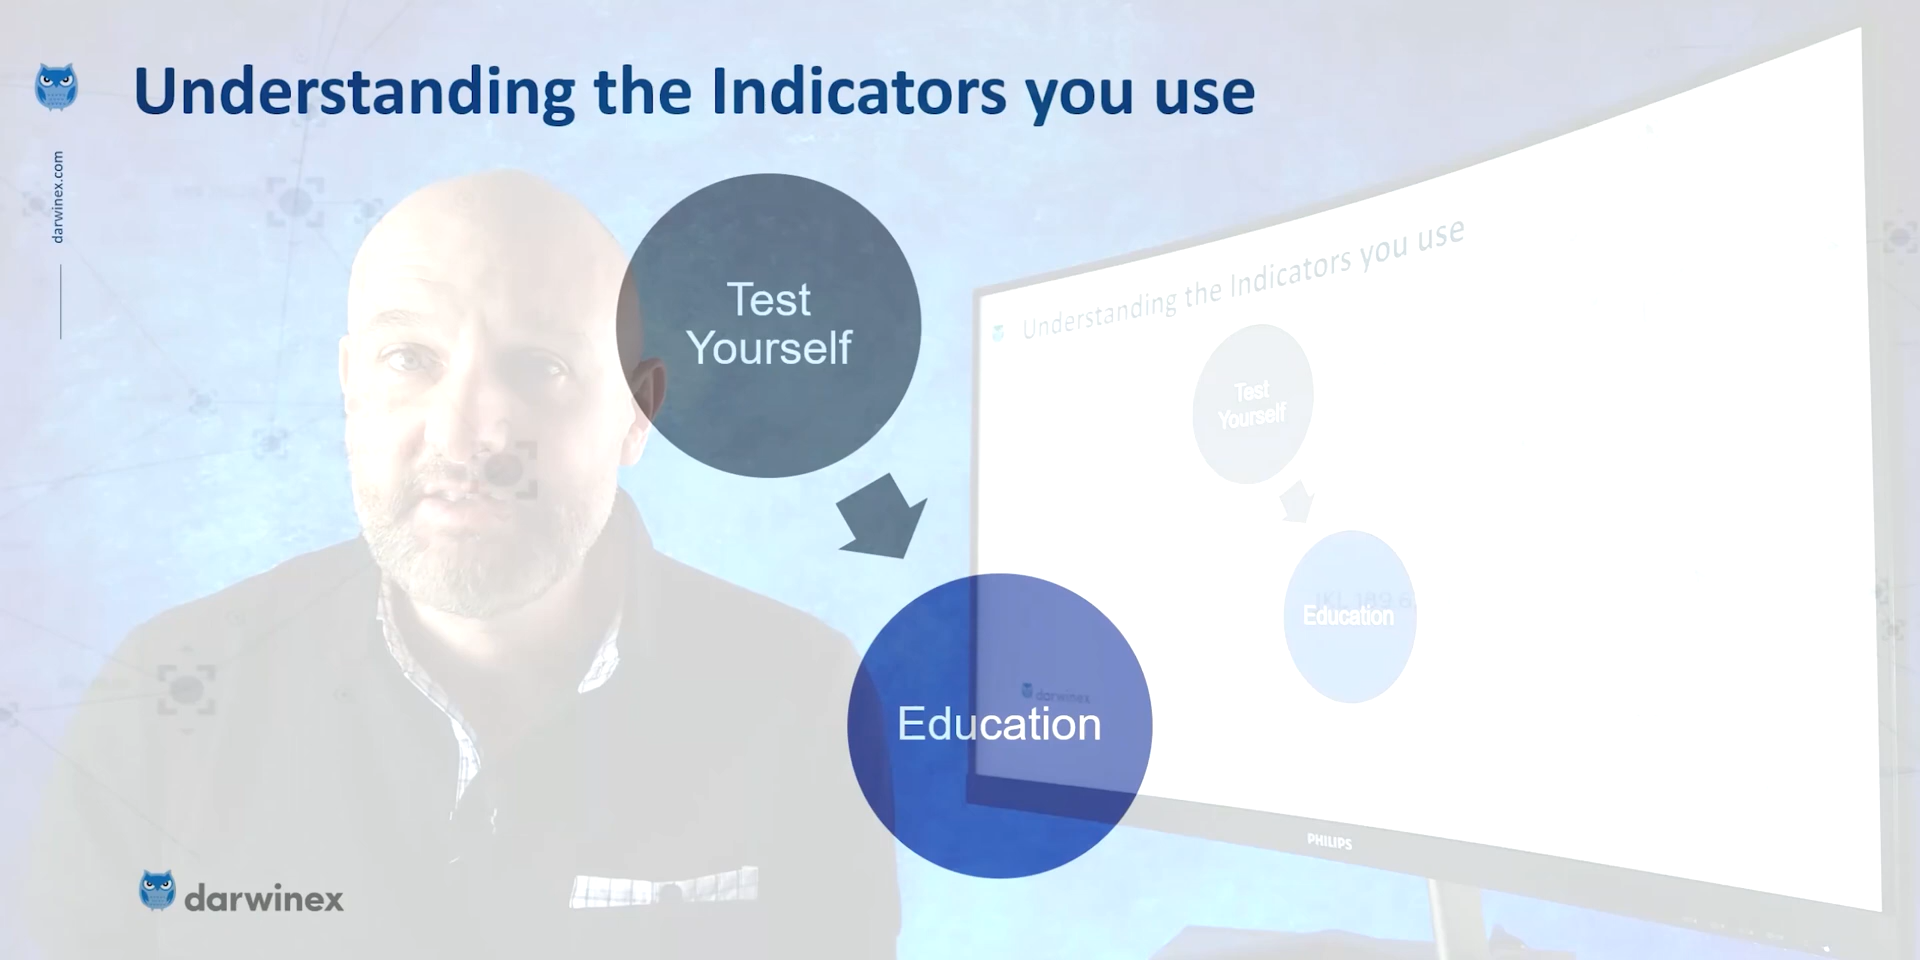 Understanding the Indicators you use
darwinex.com
Test
Yourself
Education
darwinex
Understanding the Indicators you use
Test
Yourself
Education
darwinex
PHILIPS